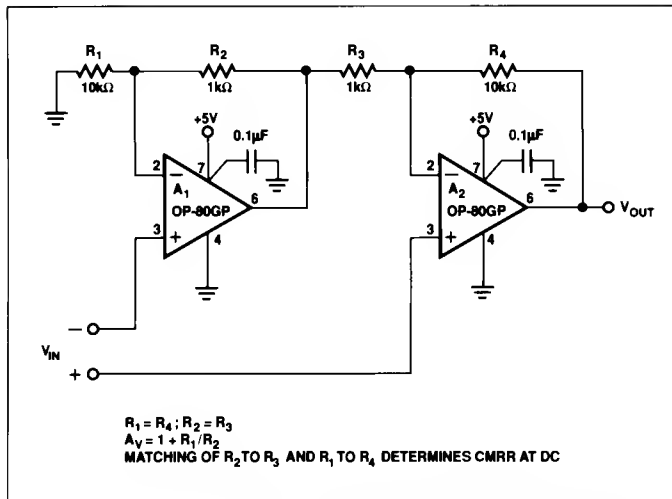 R1 R2 R3 R4
10kΩ 1kΩ 1kΩ 10kΩ
+5V 0.1μF +5V 0.1μF
2 − 7 2 − 7
A1 6 A2 6
OP-80GP OP-80GP VOUT
3 + 4 3 + 4
−
VIN
+
R1 = R4 ; R2 = R3
AV = 1 + R1/R2
MATCHING OF R2 TO R3 AND R1 TO R4 DETERMINES CMRR AT DC